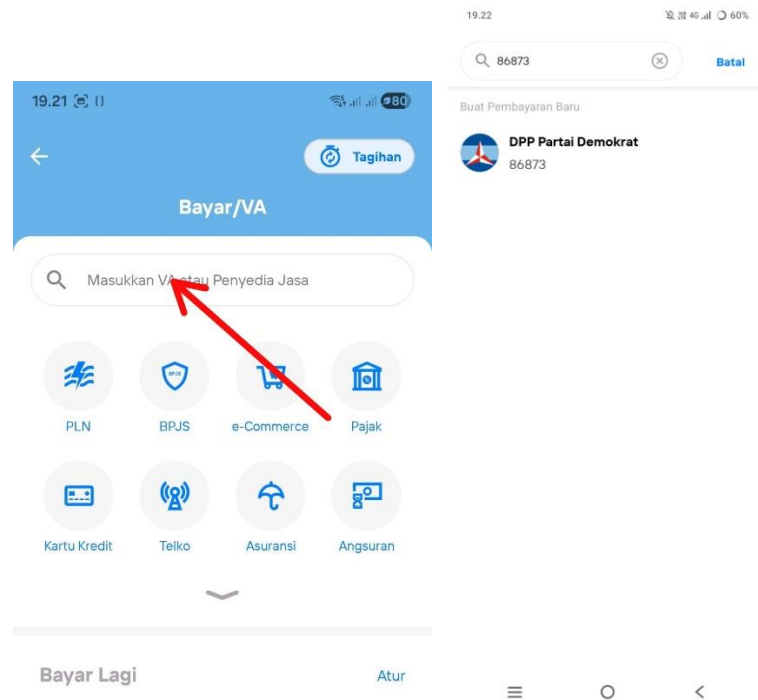 19.21
80
Tagihan
Bayar/VA
Masukkan VA atau Penyedia Jasa
PLN
BPJS
BPJS
e-Commerce
Pajak
Kartu Kredit
Telko
Asuransi
Angsuran
Bayar Lagi
Atur
19.22
4G
60%
86873
Batal
Buat Pembayaran Baru
DPP Partai Demokrat
86873